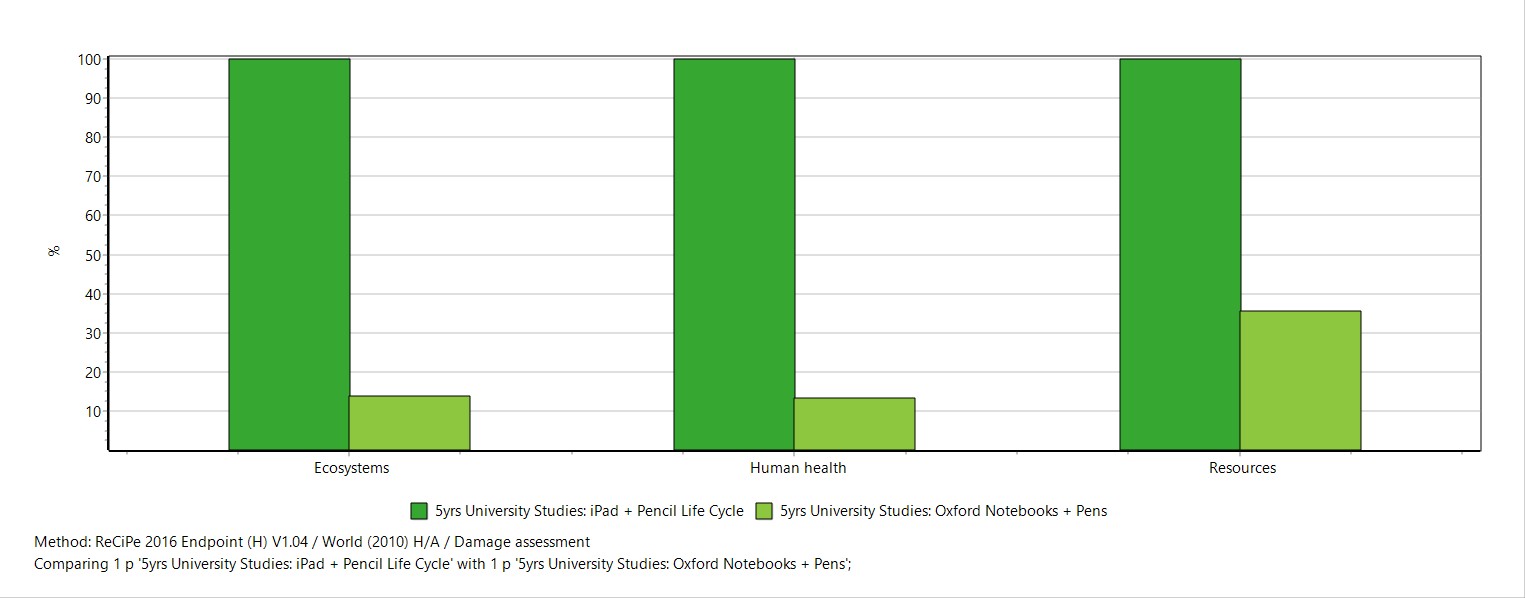 100
90
80
70
60
50
40
30
20
10
%
Ecosystems Human health Resources
5yrs University Studies: iPad + Pencil Life Cycle 5yrs University Studies: Oxford Notebooks + Pens
Method: ReCiPe 2016 Endpoint (H) V1.04 / World (2010) H/A / Damage assessment
Comparing 1 p '5yrs University Studies: iPad + Pencil Life Cycle' with 1 p '5yrs University Studies: Oxford Notebooks + Pens';